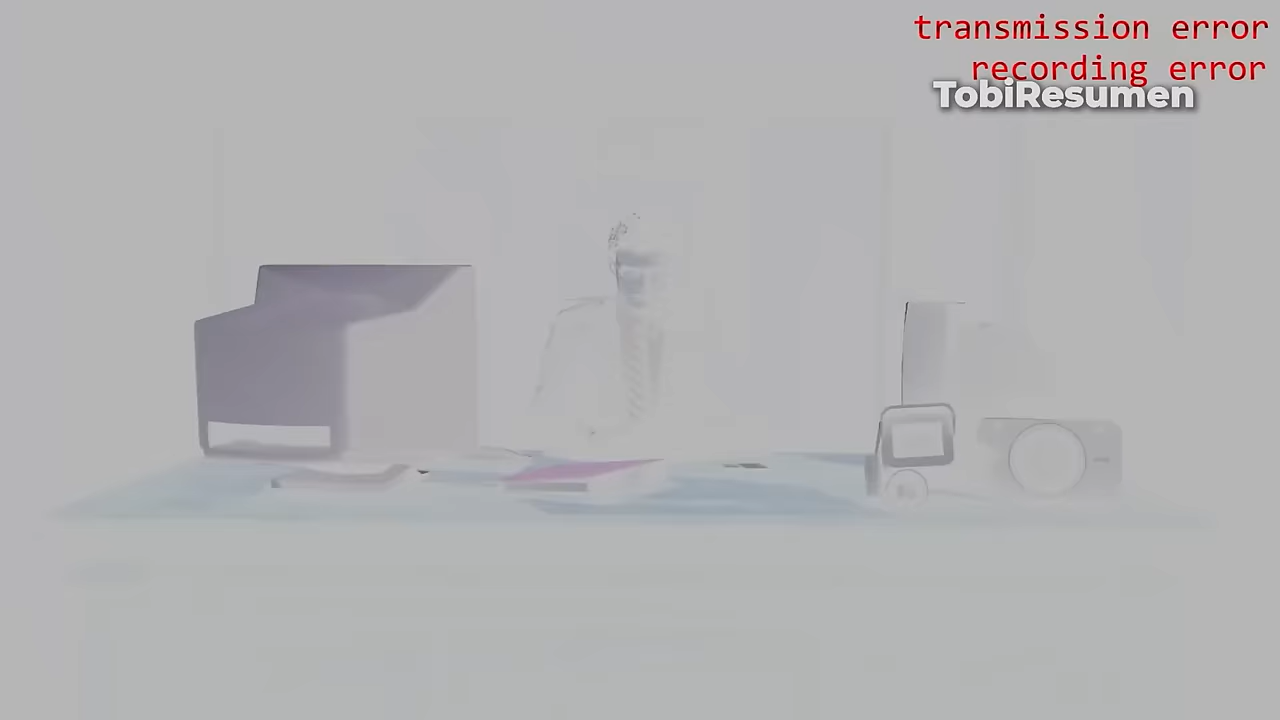 transmission error
recording error
TobiResumen